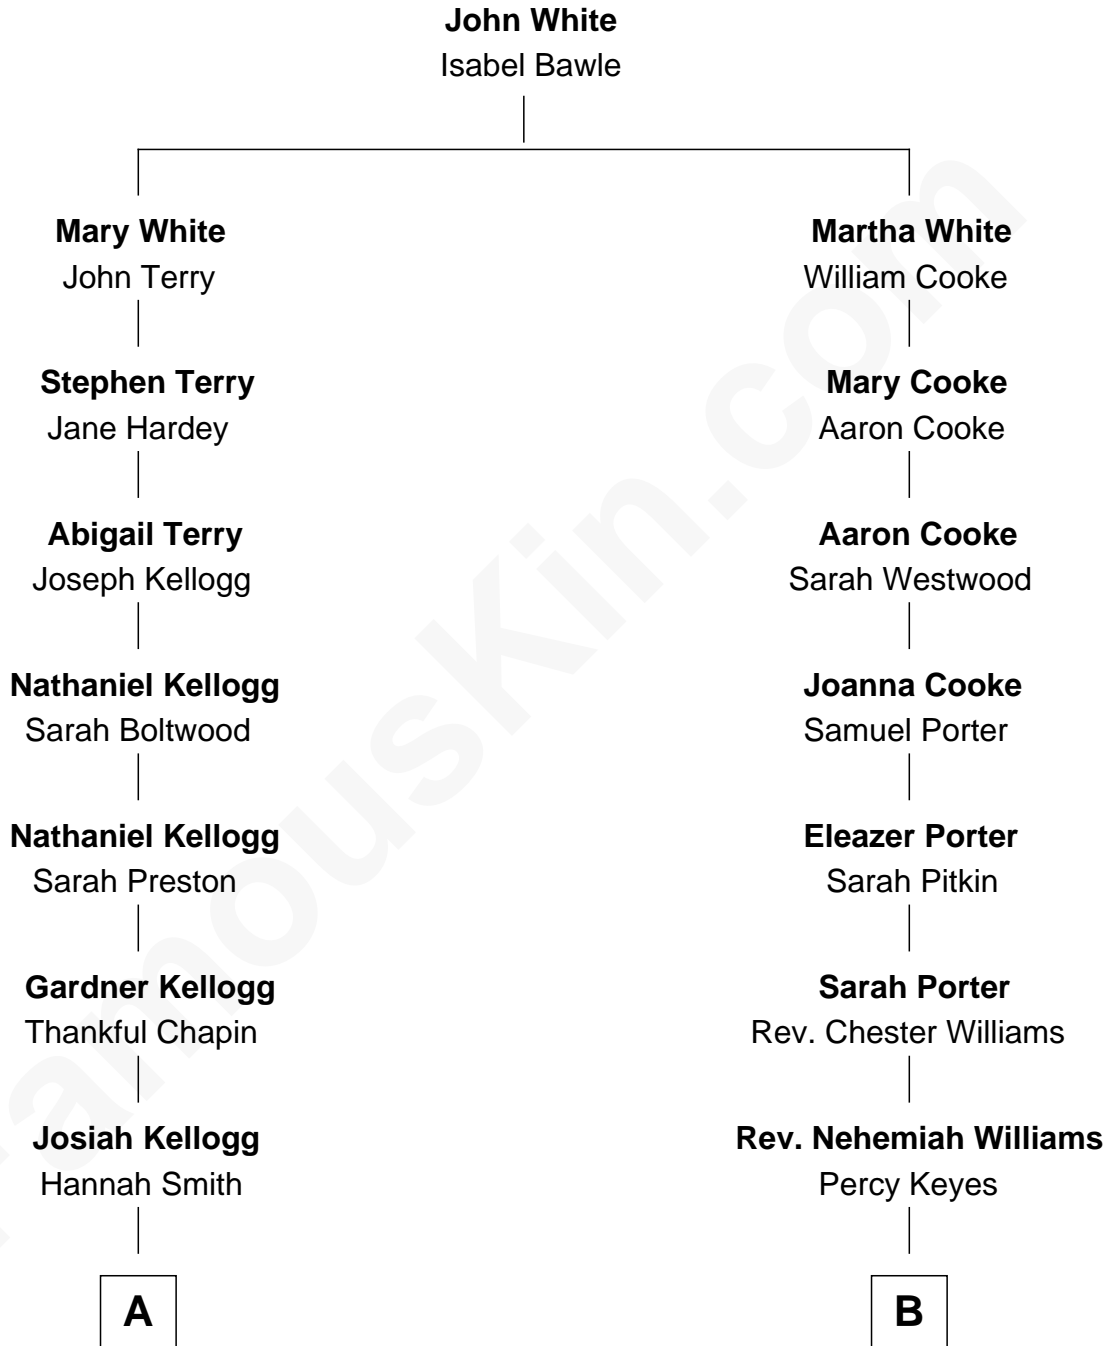 John White
Isabel Bawle
Mary White
John Terry
Martha White
William Cooke
Stephen Terry
Jane Hardey
Mary Cooke
Aaron Cooke
Abigail Terry
Joseph Kellogg
Aaron Cooke
Sarah Westwood
Nathaniel Kellogg
Sarah Boltwood
Joanna Cooke
Samuel Porter
Nathaniel Kellogg
Sarah Preston
Eleazer Porter
Sarah Pitkin
Gardner Kellogg
Thankful Chapin
Sarah Porter
Rev. Chester Williams
Josiah Kellogg
Hannah Smith
Rev. Nehemiah Williams
Percy Keyes
A
B
FamousKin.com